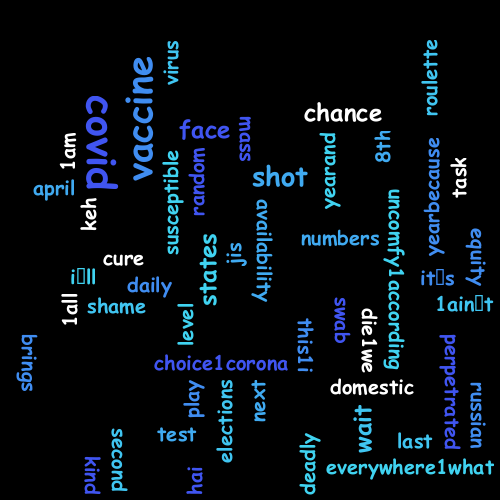 roulette
virus
vaccine
covid
chance
face
mass
8th
1am
yearand
yearbecause
random
susceptible
task
shot
april
keh
uncomfy1according
availability
equity
numbers
states
jis
cure
i▯ll
it▯s
daily
1all
shame
1ain▯t
level
swab
die1we
this1i
brings
perpetrated
choice1corona
domestic
play
elections
next
russian
wait
test
second
last
deadly
kind
hai
everywhere1what